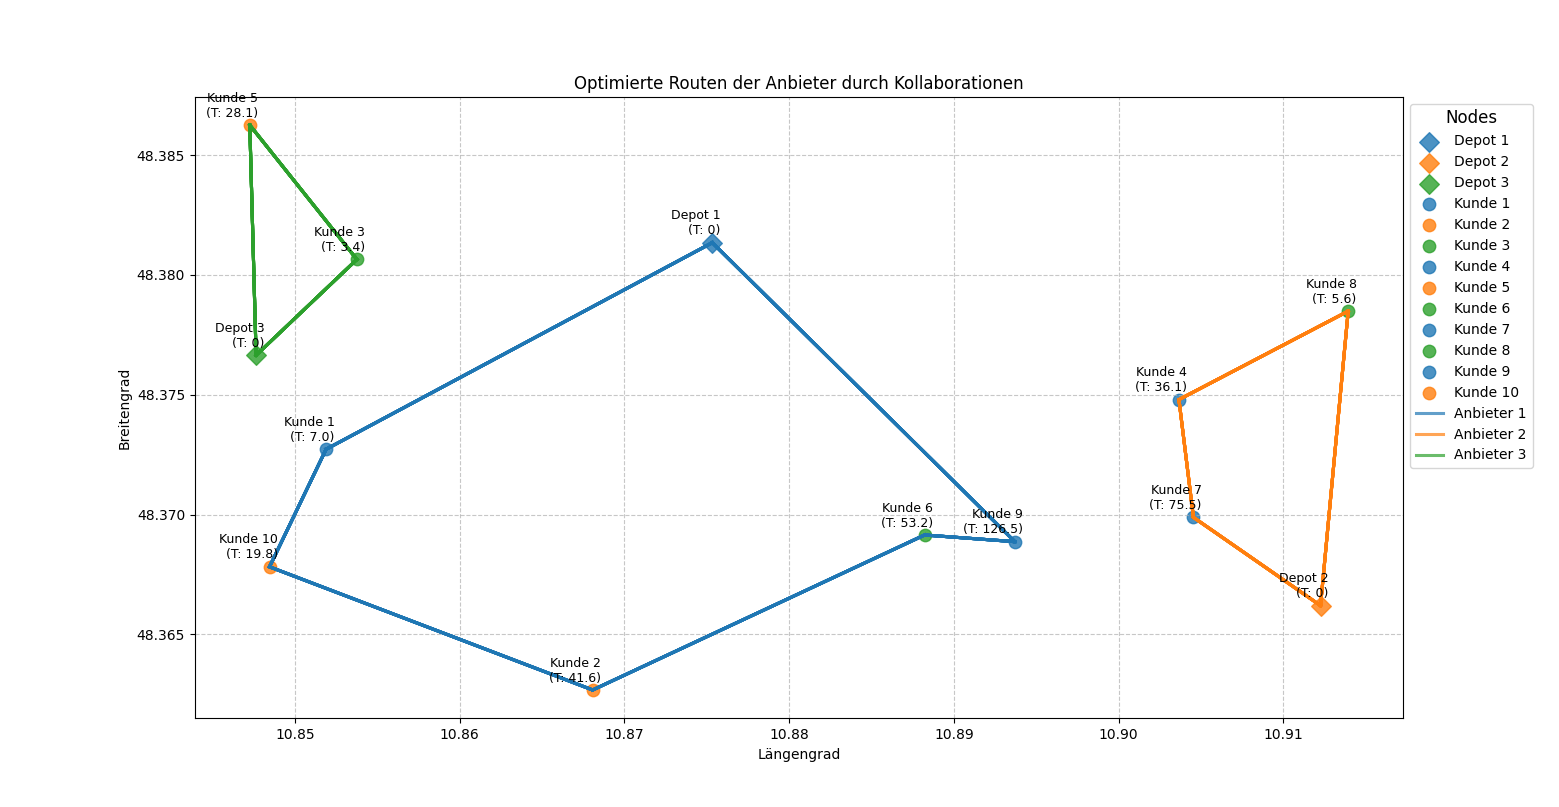 Optimierte Routen der Anbieter durch Kollaborationen
Kunde 5
(T: 28.1)
Kunde 3
(T: 3.4)
Depot 1
(T: 0)
Depot 3
(T: 0)
Kunde 8
(T: 5.6)
Kunde 4
(T: 36.1)
Kunde 1
(T: 7.0)
Kunde 7
(T: 75.5)
Kunde 6
(T: 53.2)
Kunde 9
(T: 126.5)
Kunde 10
(T: 19.8)
Depot 2
(T: 0)
Kunde 2
(T: 41.6)
48.385
48.380
48.375
48.370
48.365
Breitengrad
10.85
10.86
10.87
10.88
10.89
10.90
10.91
Längengrad
Nodes
Depot 1
Depot 2
Depot 3
Kunde 1
Kunde 2
Kunde 3
Kunde 4
Kunde 5
Kunde 6
Kunde 7
Kunde 8
Kunde 9
Kunde 10
Anbieter 1
Anbieter 2
Anbieter 3